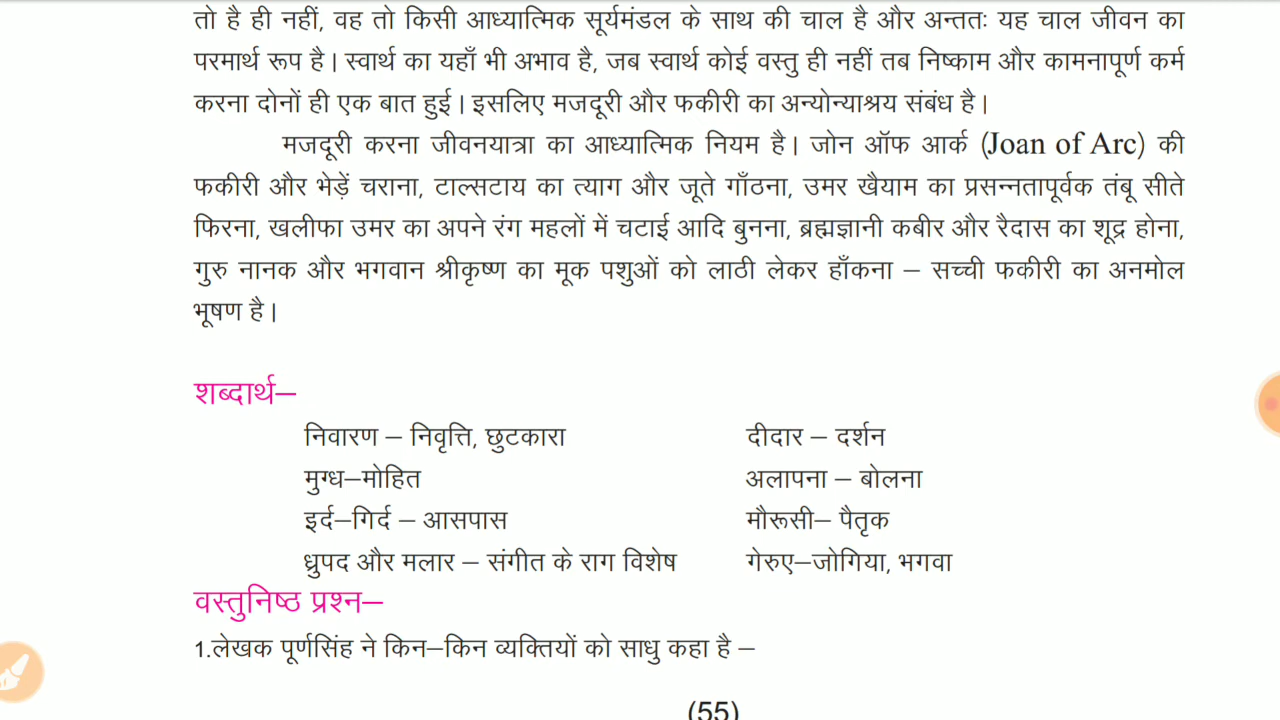 तो है ही नहीं, वह तो किसी आध्यात्मिक सूर्यमंडल के साथ की चाल है और अन्ततः यह चाल जीवन का
परमार्थ रूप है। स्वार्थ का यहाँ भी अभाव है, जब स्वार्थ कोई वस्तु ही नहीं तब निष्काम और कामनापूर्ण कर्म
करना दोनों ही एक बात हुई। इसलिए मजदूरी और फकीरी का अन्योन्याश्रय संबंध है।
मजदूरी करना जीवनयात्रा का आध्यात्मिक नियम है। जोन ऑफ आर्क (Joan of Arc) की
फकीरी और भेड़ें चराना, टाल्सटाय का त्याग और जूते गाँठना, उमर खैयाम का प्रसन्नतापूर्वक तंबू सीते
फिरना, खलीफा उमर का अपने रंग महलों में चटाई आदि बुनना, ब्रह्मज्ञानी कबीर और रैदास का शूद्र होना,
गुरु नानक और भगवान श्रीकृष्ण का मूक पशुओं को लाठी लेकर हाँकना – सच्ची फकीरी का अनमोल
भूषण है।
शब्दार्थ–
निवारण – निवृत्ति, छुटकारा दीदार – दर्शन
मुग्ध–मोहित अलापना – बोलना
इर्द–गिर्द – आसपास मौरूसी– पैतृक
ध्रुपद और मलार – संगीत के राग विशेष गेरुए–जोगिया, भगवा
वस्तुनिष्ठ प्रश्न–
1.लेखक पूर्णसिंह ने किन–किन व्यक्तियों को साधु कहा है –
(55)